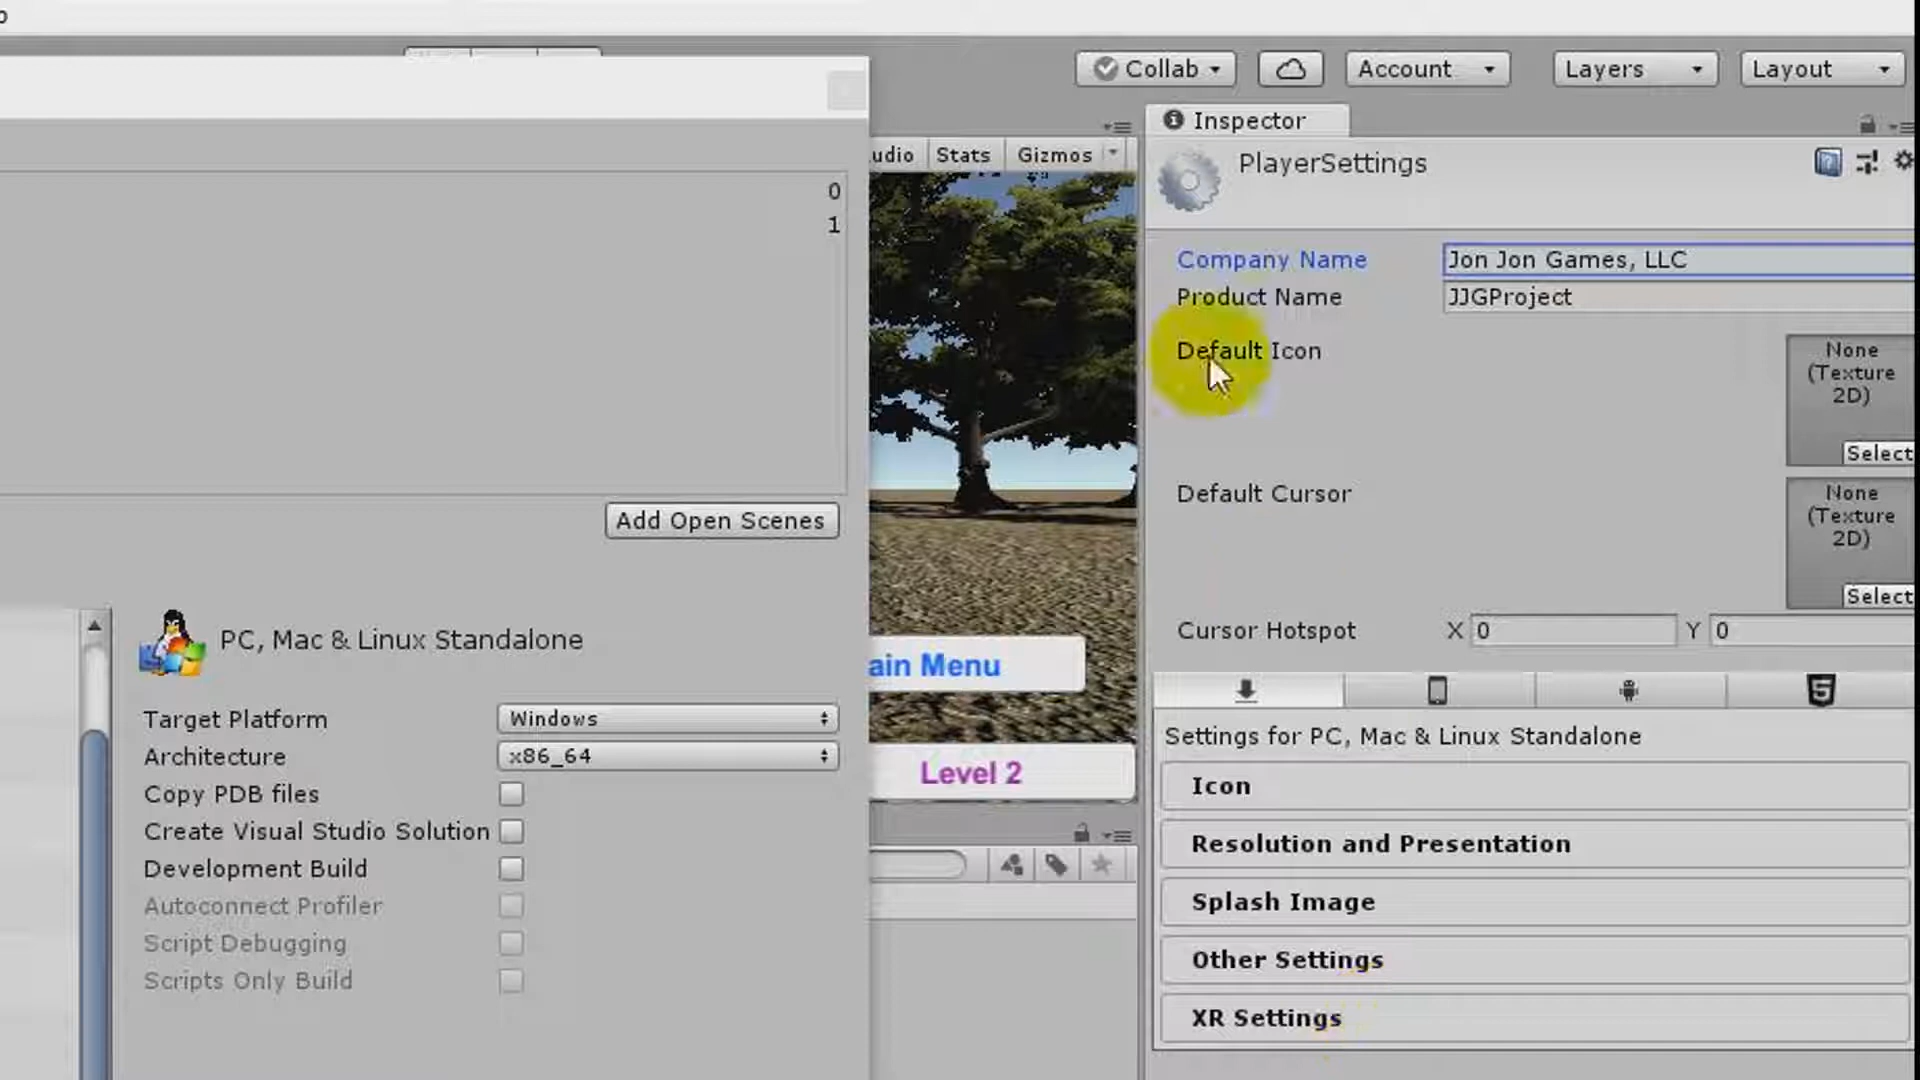 Collab
Account
Layers
Layout
Inspector
udio
Stats
Gizmos
PlayerSettings
0
1
Company Name
Jon Jon Games, LLC
Product Name
JJGProject
Default Icon
None
(Texture
2D)
Select
Default Cursor
None
(Texture
2D)
Select
Cursor Hotspot
X 0
Y 0
Add Open Scenes
PC, Mac & Linux Standalone
Target Platform
Windows
Architecture
x86_64
Copy PDB files
Create Visual Studio Solution
Development Build
Autoconnect Profiler
Script Debugging
Scripts Only Build
ain Menu
Level 2
5
Settings for PC, Mac & Linux Standalone
Icon
Resolution and Presentation
Splash Image
Other Settings
XR Settings